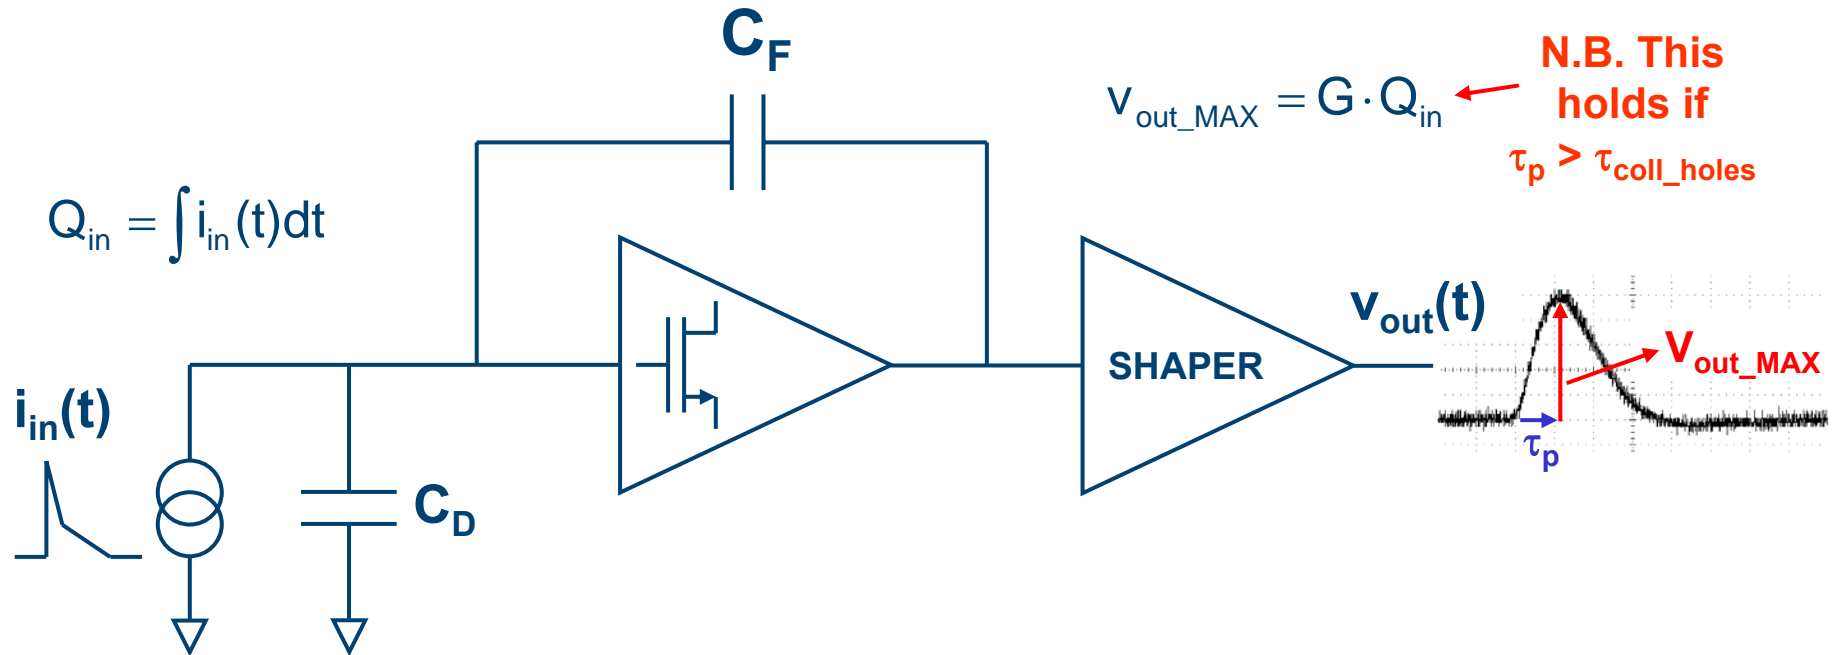 C_F
v_out_MAX = G · Q_in
N.B. This
holds if
τ_p > τ_coll_holes
Q_in = ∫ i_in(t)dt
SHAPER
v_out(t)
V_out_MAX
τ_p
i_in(t)
C_D